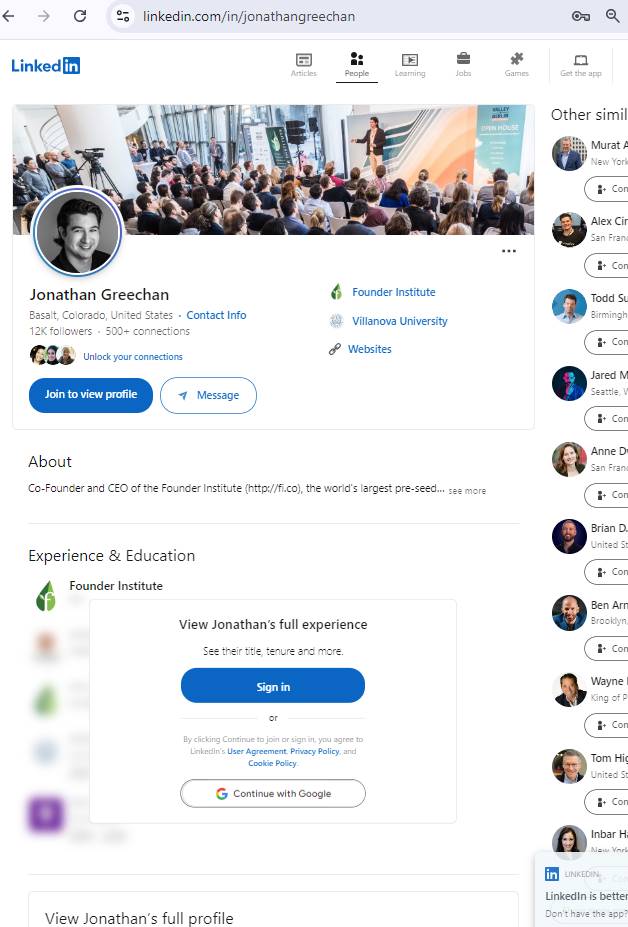 linkedin.com/in/jonathangreechan
LinkedIn
Articles
People
Learning
Jobs
Games
Get the app
VALLEY
BERLIN
OPEN HOUSE
Jonathan Greechan
Basalt, Colorado, United States · Contact Info
12K followers · 500+ connections
Unlock your connections
Join to view profile
Message
Founder Institute
Villanova University
Websites
About
Co-Founder and CEO of the Founder Institute (http://fi.co), the world's largest pre-seed… see more
Experience & Education
Founder Institute
View Jonathan's full experience
See their title, tenure and more.
Sign in
or
By clicking Continue to join or sign in, you agree to
LinkedIn's User Agreement, Privacy Policy, and
Cookie Policy.
Continue with Google
View Jonathan's full profile
Other simil
Murat A
New York
Con
Alex Cin
San Franc
Con
Todd Su
Birmingh
Con
Jared M
Seattle, W
Con
Anne Dw
San Franc
Con
Brian D.
United St
Con
Ben Arn
Brooklyn,
Con
Wayne
King of P
Con
Tom Hig
United St
Con
Inbar Ha
New York
Con
LINKEDIN
LinkedIn is better
Don't have the app?